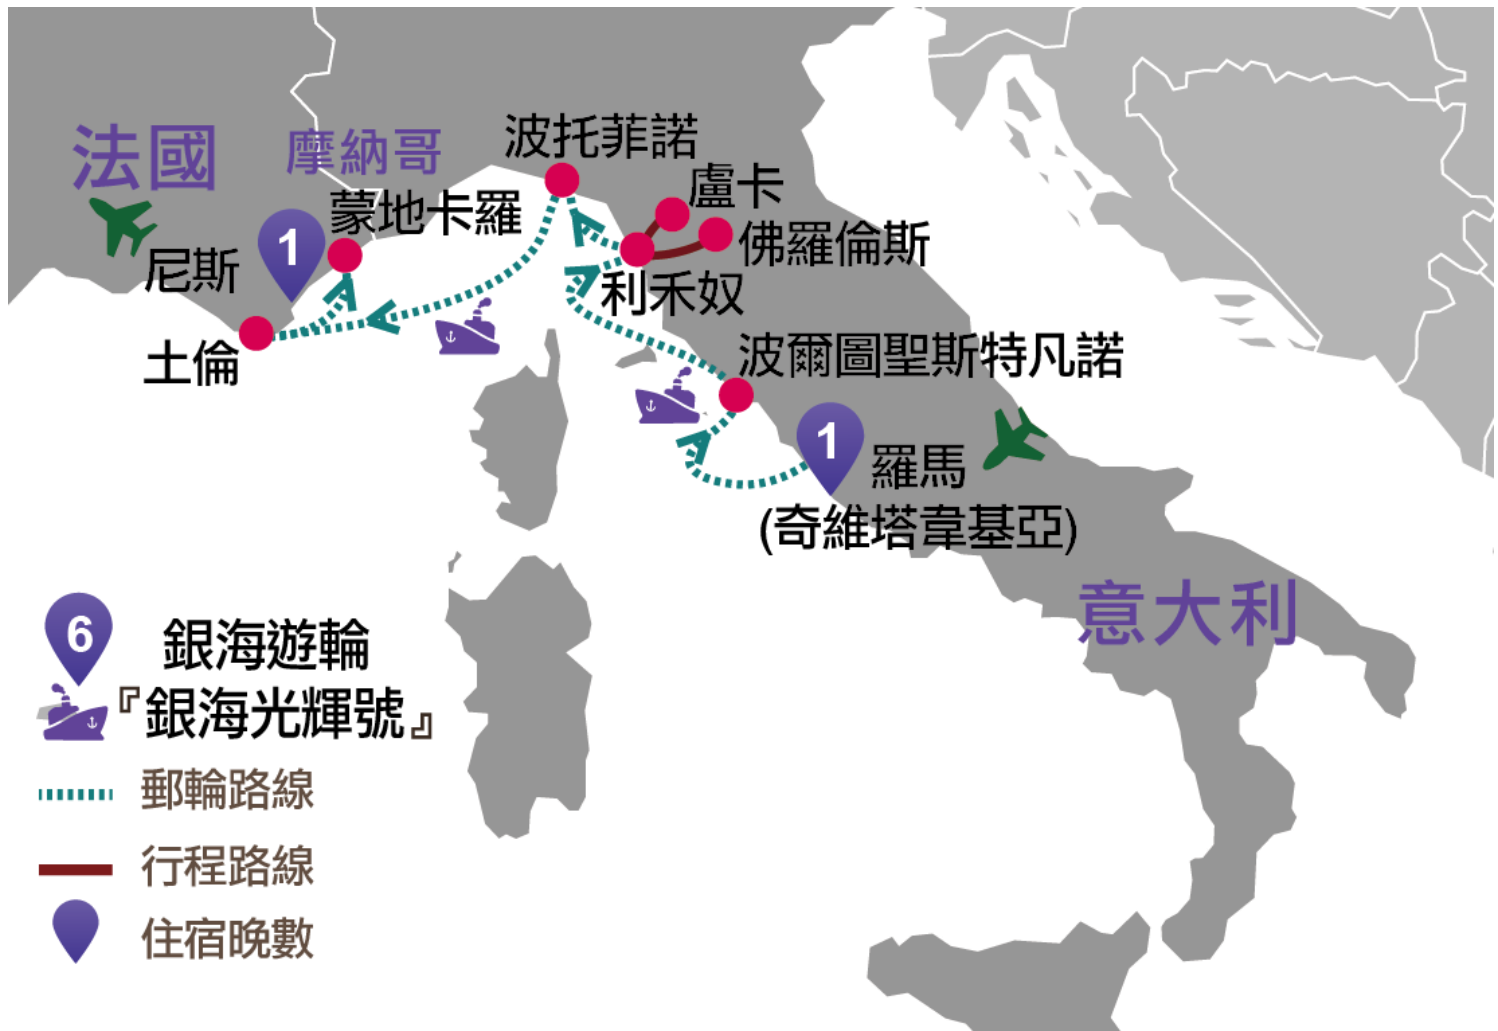 法國
摩納哥
波托菲諾
盧卡
蒙地卡羅
佛羅倫斯
尼斯
1
利禾奴
土倫
波爾圖聖斯特凡諾
1
羅馬
(奇維塔韋基亞)
意大利
6
銀海遊輪
『銀海光輝號』
郵輪路線
行程路線
住宿晚數